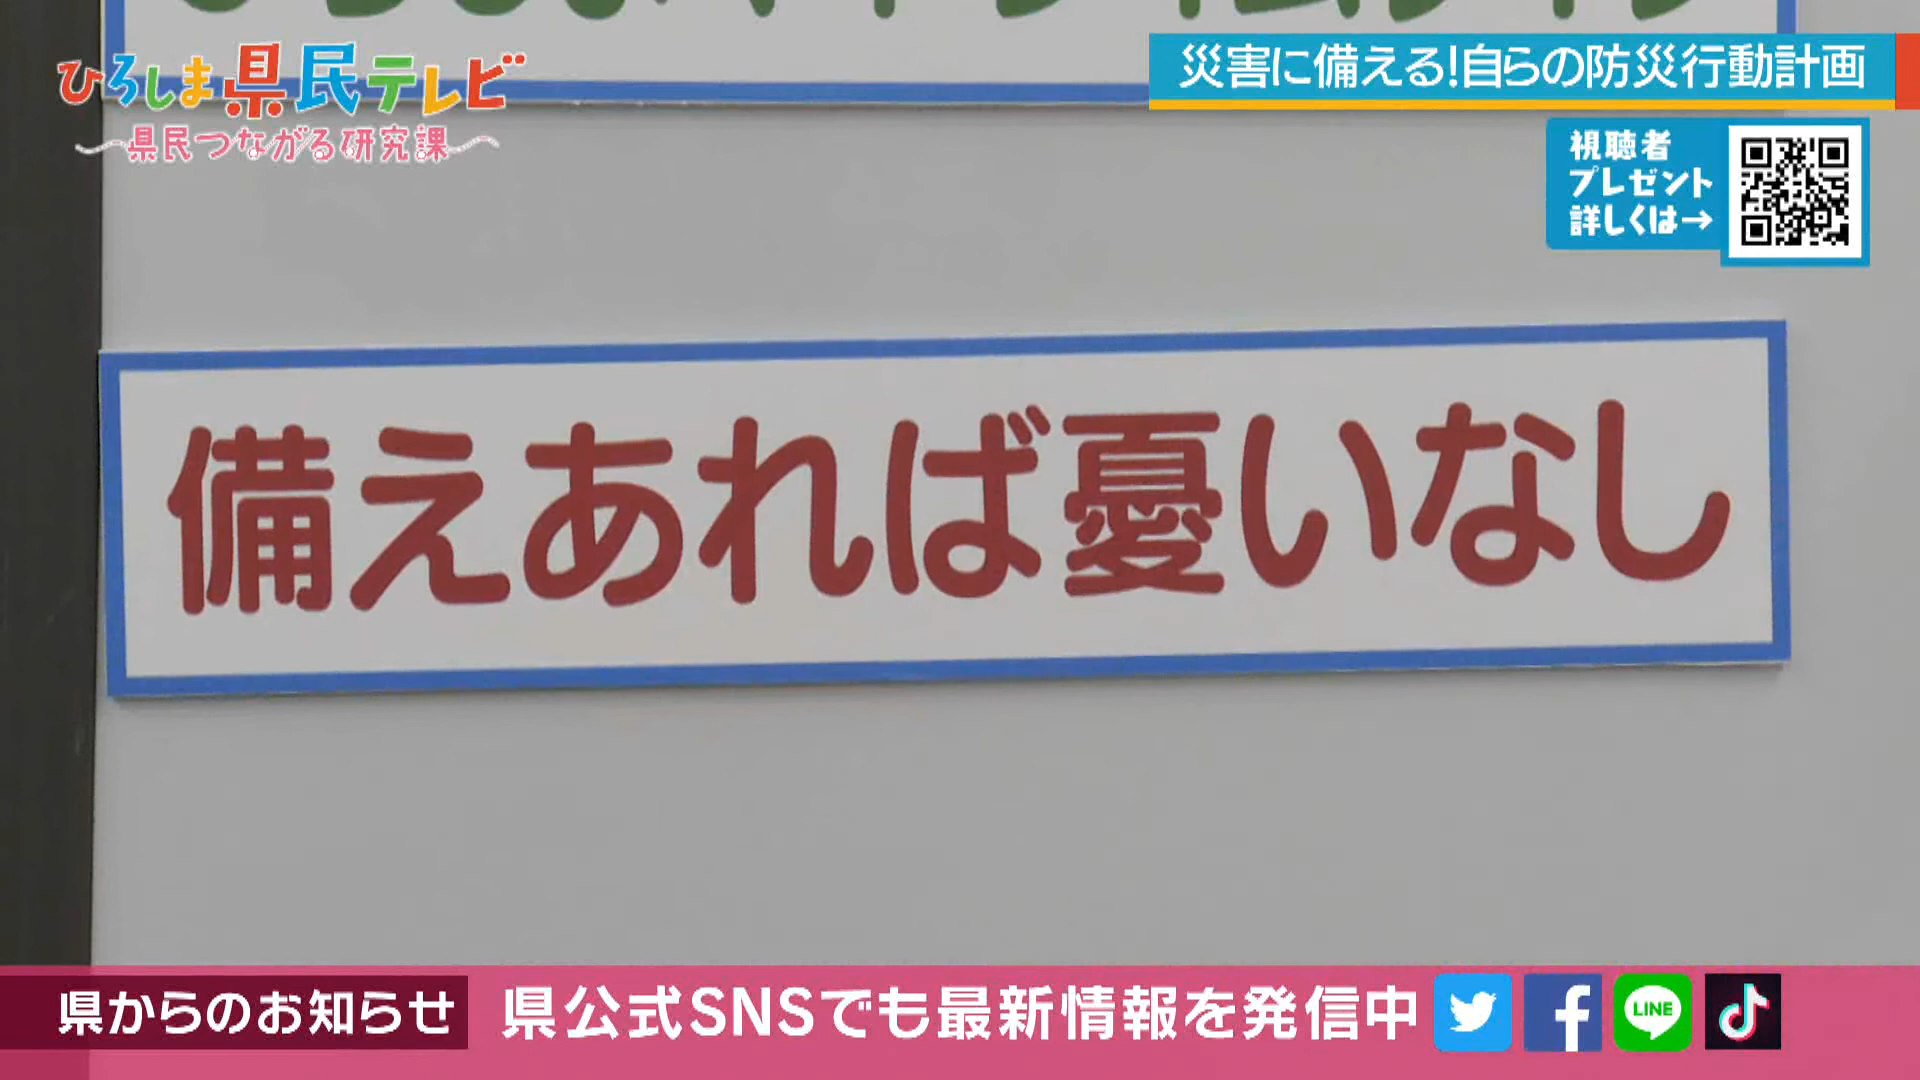 ひろしま県民テレビ
~県民つながる研究課~
災害に備える!自らの防災行動計画
視聴者
プレゼント
詳しくは→
備えあれば憂いなし
県からのお知らせ
県公式SNSでも最新情報を発信中
LINE